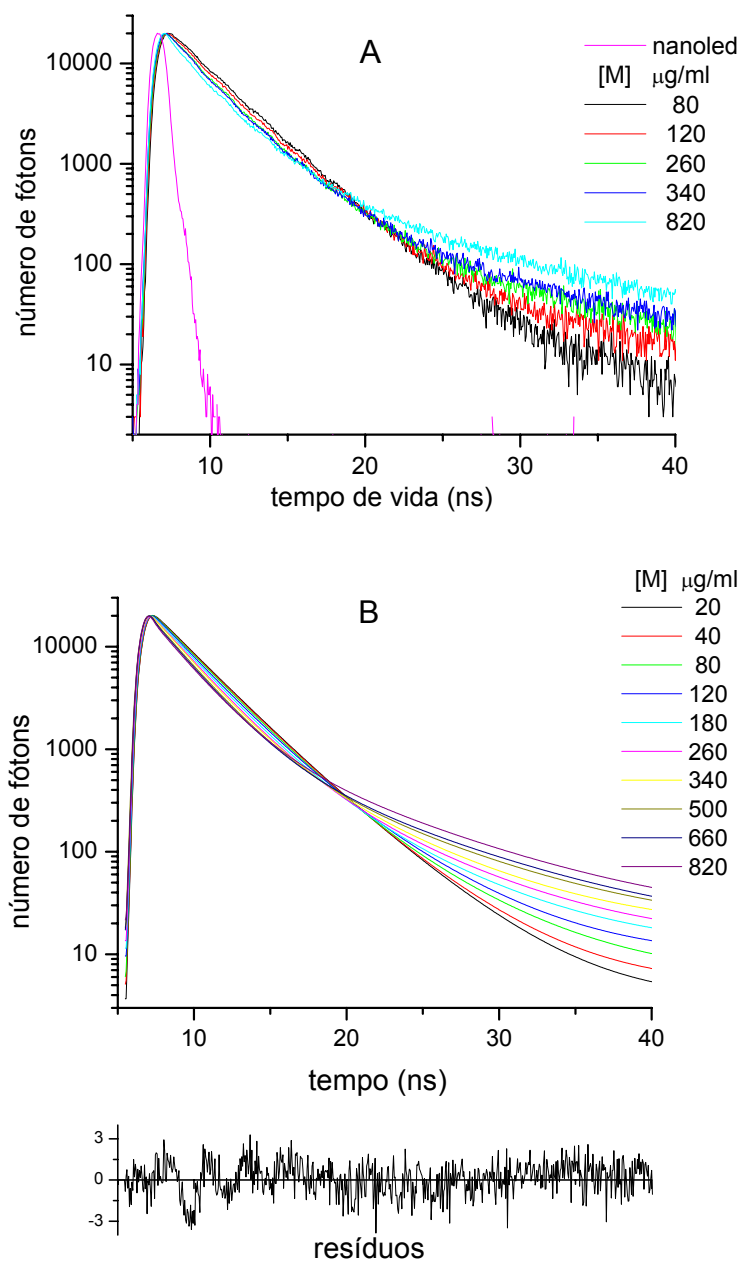 A
nanoled
[M] μg/ml
80
120
260
340
820
10000
1000
100
10
número de fótons
10 20 30 40
tempo de vida (ns)
B
[M] μg/ml
20
40
80
120
180
260
340
500
660
820
10000
1000
100
10
número de fótons
10 20 30 40
tempo (ns)
3
0
-3
resíduos